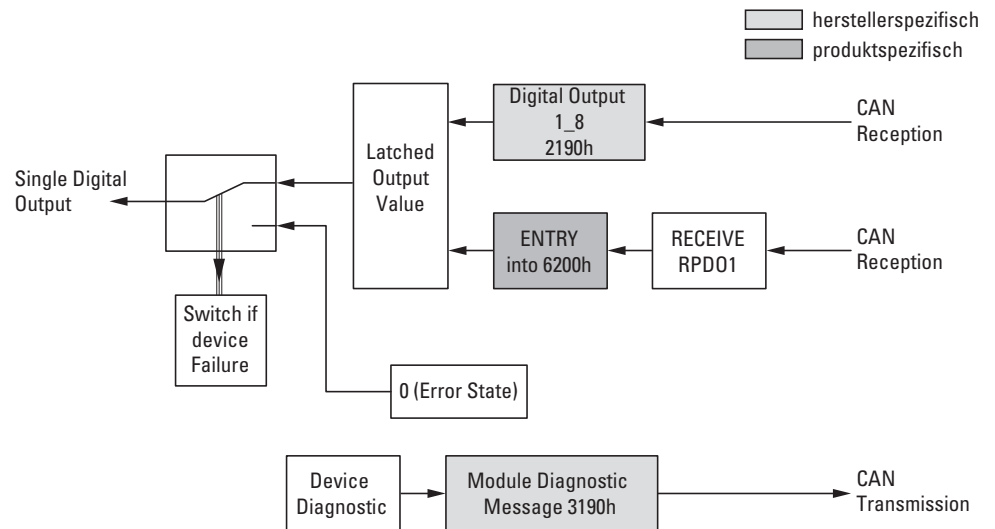 herstellerspezifisch
produktspezifisch
Digital Output
1_8
2190h
CAN
Reception
Latched
Output
Value
Single Digital
Output
ENTRY
into 6200h
RECEIVE
RPDO1
CAN
Reception
Switch if
device
Failure
0 (Error State)
Device
Diagnostic
Module Diagnostic
Message 3190h
CAN
Transmission